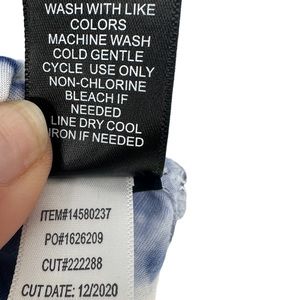 WASH WITH LIKE
COLORS
MACHINE WASH
COLD GENTLE
CYCLE USE ONLY
NON-CHLORINE
BLEACH IF
NEEDED
LINE DRY COOL
IRON IF NEEDED
ITEM#14580237
PO#1626209
CUT#222288
CUT DATE: 12/2020